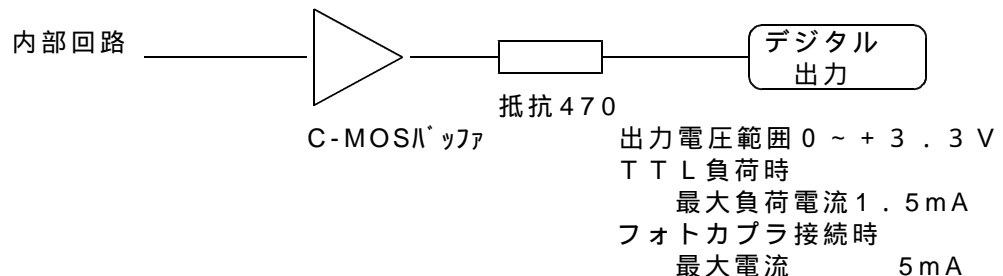 内部回路
デジタル
出力
抵抗470
C-MOSﾊﾞｯﾌｧ
出力電圧範囲0~+3.3V
TTL負荷時
最大負荷電流1.5mA
フォトカプラ接続時
最大電流 5mA